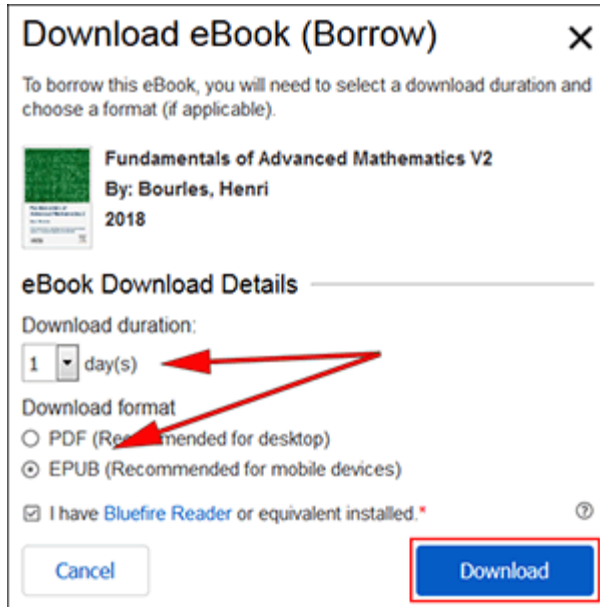 Download eBook (Borrow)
To borrow this eBook, you will need to select a download duration and
choose a format (if applicable).
Fundamentals of Advanced Mathematics V2
By: Bourles, Henri
2018
eBook Download Details
Download duration:
1 day(s)
Download format
PDF (Recommended for desktop)
EPUB (Recommended for mobile devices)
I have Bluefire Reader or equivalent installed.*
Cancel
Download